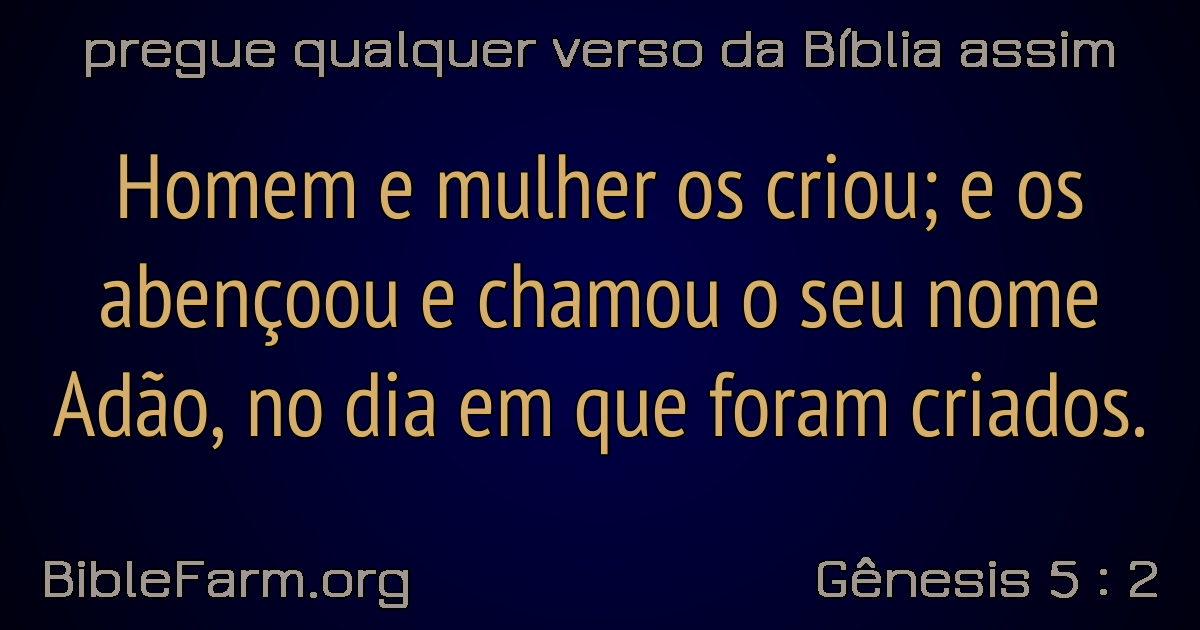 pregue qualquer verso da Bíblia assim
Homem e mulher os criou; e os
abençoou e chamou o seu nome
Adão, no dia em que foram criados.
BibleFarm.org
Gênesis 5 : 2